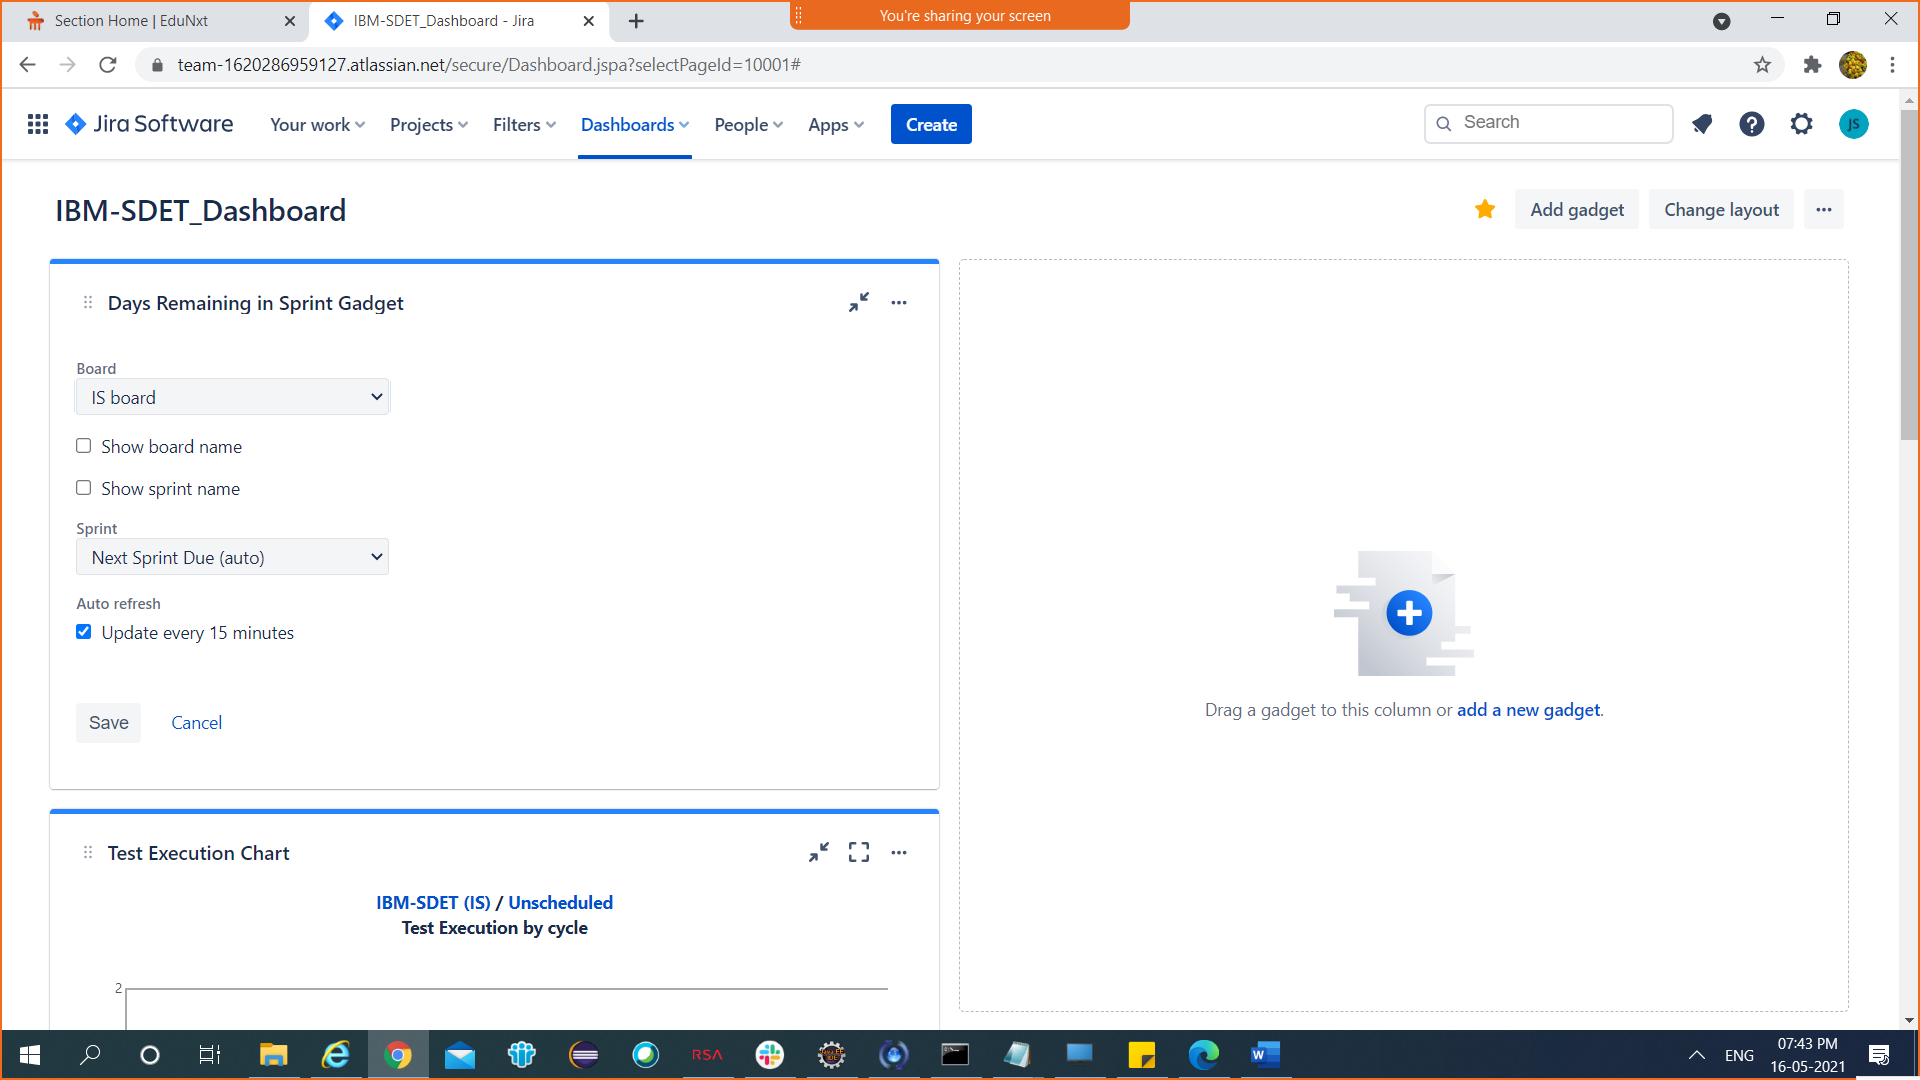 Section Home | EduNxt
IBM-SDET_Dashboard - Jira
You're sharing your screen
team-1620286959127.atlassian.net/secure/Dashboard.jspa?selectPageId=10001#
Jira Software
Your work
Projects
Filters
Dashboards
People
Apps
Create
Search
JS
IBM-SDET_Dashboard
Add gadget
Change layout
Days Remaining in Sprint Gadget
Board
IS board
Show board name
Show sprint name
Sprint
Next Sprint Due (auto)
Auto refresh
Update every 15 minutes
Save
Cancel
Drag a gadget to this column or add a new gadget.
Test Execution Chart
IBM-SDET (IS) / Unscheduled
Test Execution by cycle
2
RSA
ENG
07:43 PM
16-05-2021